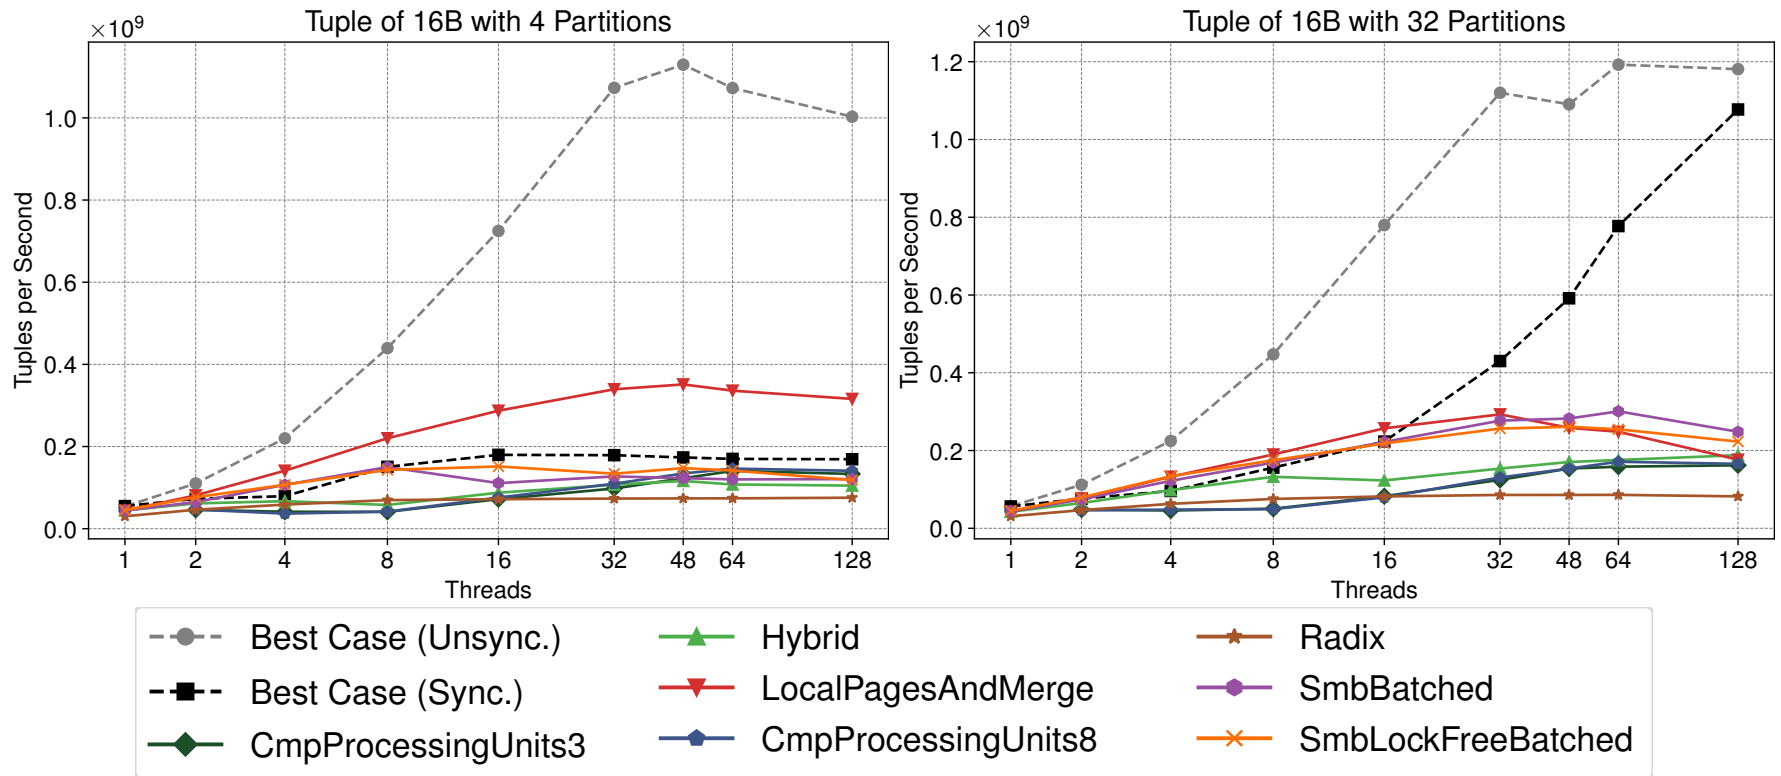 Tuple of 16B with 4 Partitions
×10⁹
Tuples per Second
1.0
0.8
0.6
0.4
0.2
0.0
1 2 4 8 16 32 48 64 128
Threads
Tuple of 16B with 32 Partitions
×10⁹
Tuples per Second
1.2
1.0
0.8
0.6
0.4
0.2
0.0
1 2 4 8 16 32 48 64 128
Threads
Best Case (Unsync.)
Best Case (Sync.)
CmpProcessingUnits3
Hybrid
LocalPagesAndMerge
CmpProcessingUnits8
Radix
SmbBatched
SmbLockFreeBatched